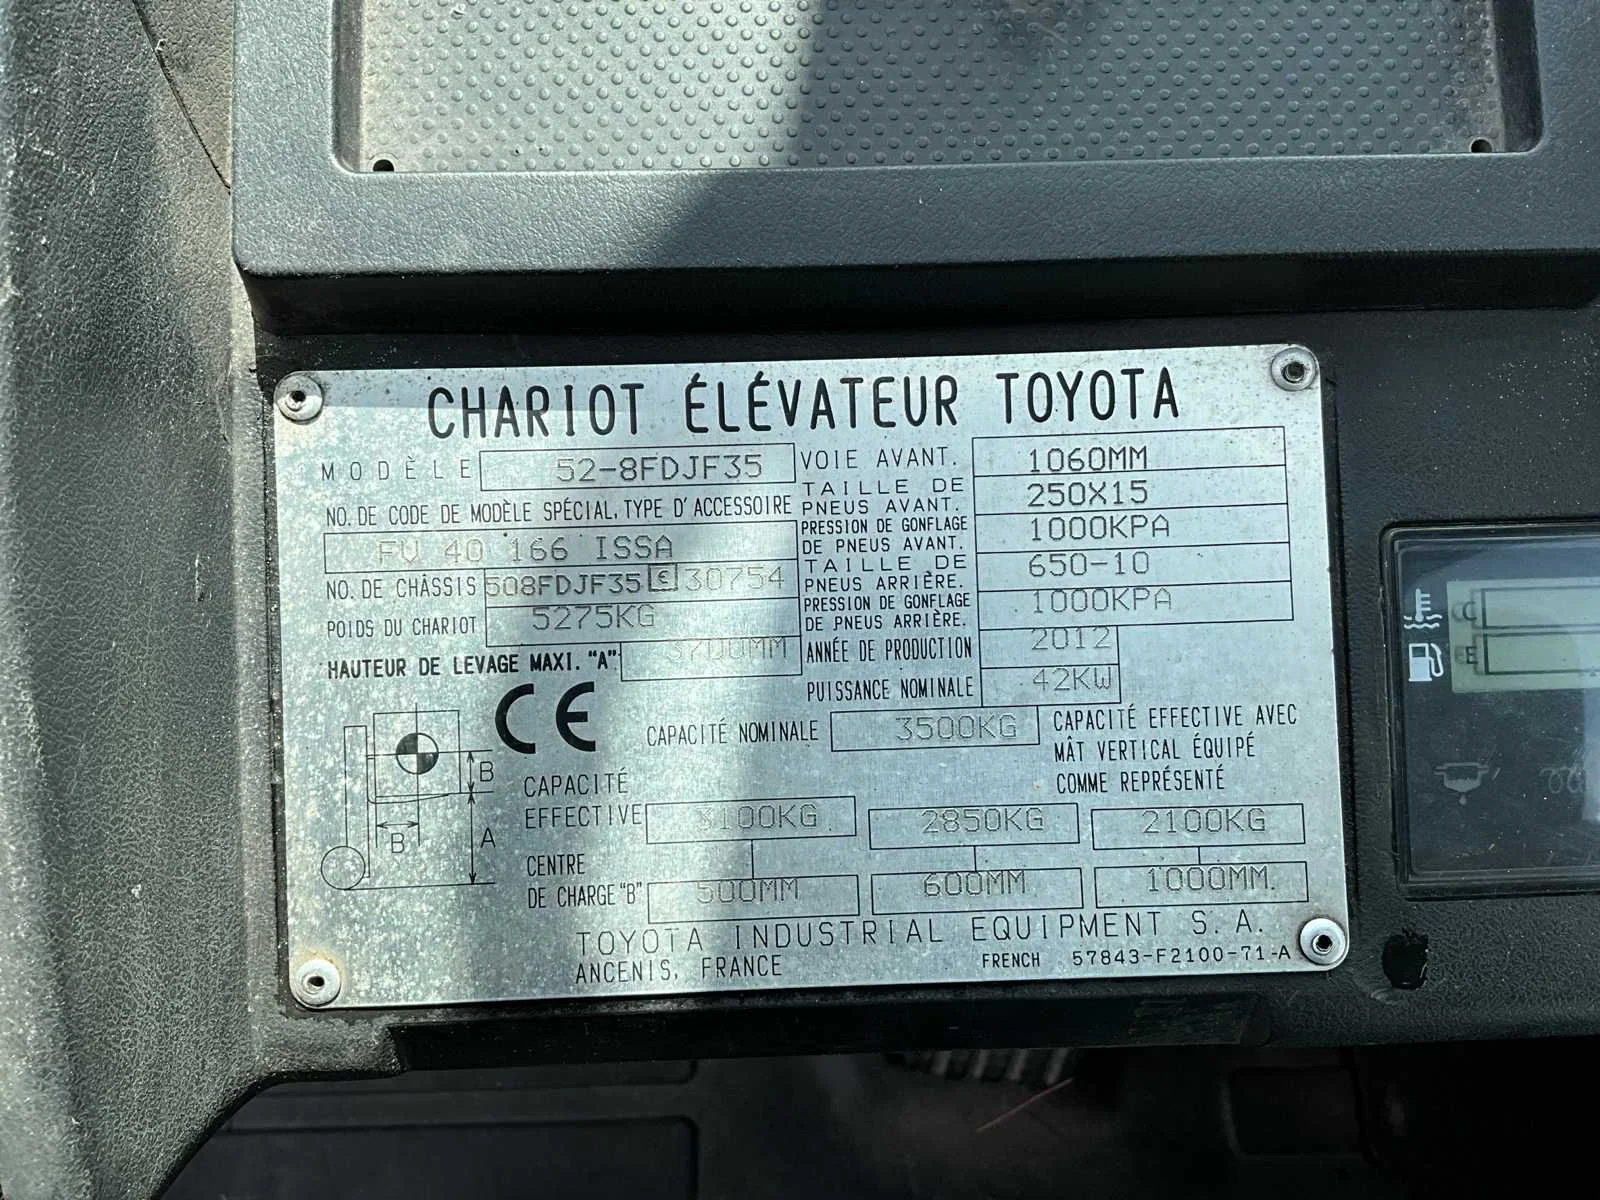 CHARIOT ÉLÉVATEUR TOYOTA
MODÈLE 52-8FDJF35
NO. DE CODE DE MODÈLE SPÉCIAL. TYPE D'ACCESSOIRE
FV 40 166 ISSA
NO. DE CHÂSSIS 508FDJF35 E 30754
POIDS DU CHARIOT 5275KG
HAUTEUR DE LEVAGE MAXI. "A" 3700MM
VOIE AVANT. 1060MM
TAILLE DE
PNEUS AVANT. 250X15
PRESSION DE GONFLAGE
DE PNEUS AVANT. 1000KPA
TAILLE DE
PNEUS ARRIÈRE. 650-10
PRESSION DE GONFLAGE
DE PNEUS ARRIÈRE. 1000KPA
ANNÉE DE PRODUCTION 2012
PUISSANCE NOMINALE 42KW
CE
CAPACITÉ NOMINALE 3500KG
CAPACITÉ EFFECTIVE AVEC
MÂT VERTICAL ÉQUIPÉ
COMME REPRÉSENTÉ
B
B
A
CAPACITÉ
EFFECTIVE 3100KG 2850KG 2100KG
CENTRE
DE CHARGE "B" 500MM 600MM 1000MM.
TOYOTA INDUSTRIAL EQUIPMENT S.A.
ANCENIS, FRANCE
FRENCH 57843-F2100-71-A
C
E